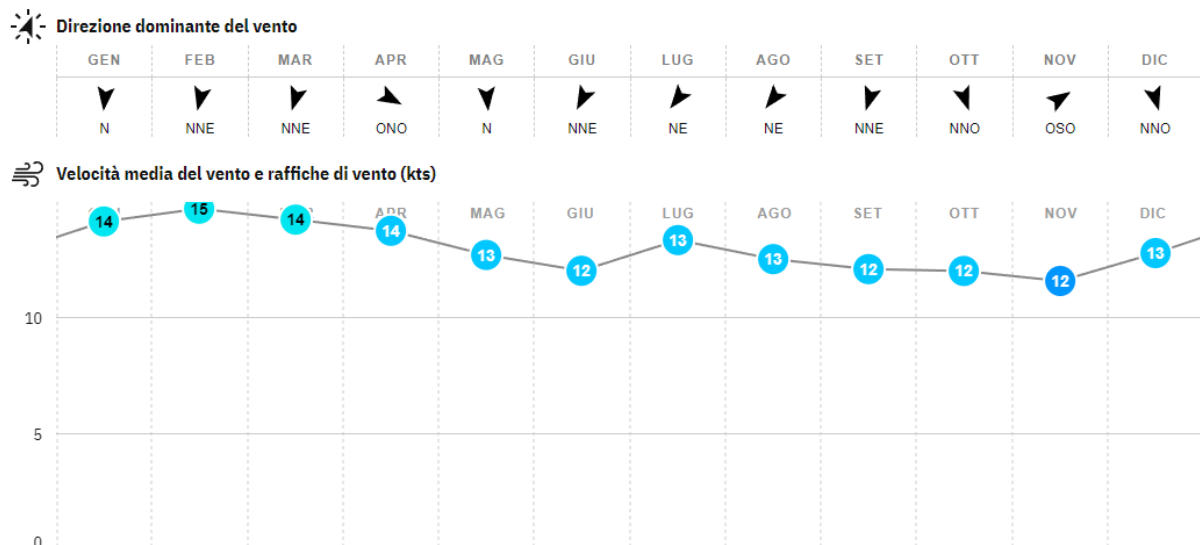 Direzione dominante del vento
GEN FEB MAR APR MAG GIU LUG AGO SET OTT NOV DIC
N NNE NNE ONO N NNE NE NE NNE NNO OSO NNO
Velocità media del vento e raffiche di vento (kts)
APR MAG GIU LUG AGO SET OTT NOV DIC
14 15 14 14 13 12 13 13 12 12 12 13
10
5
0